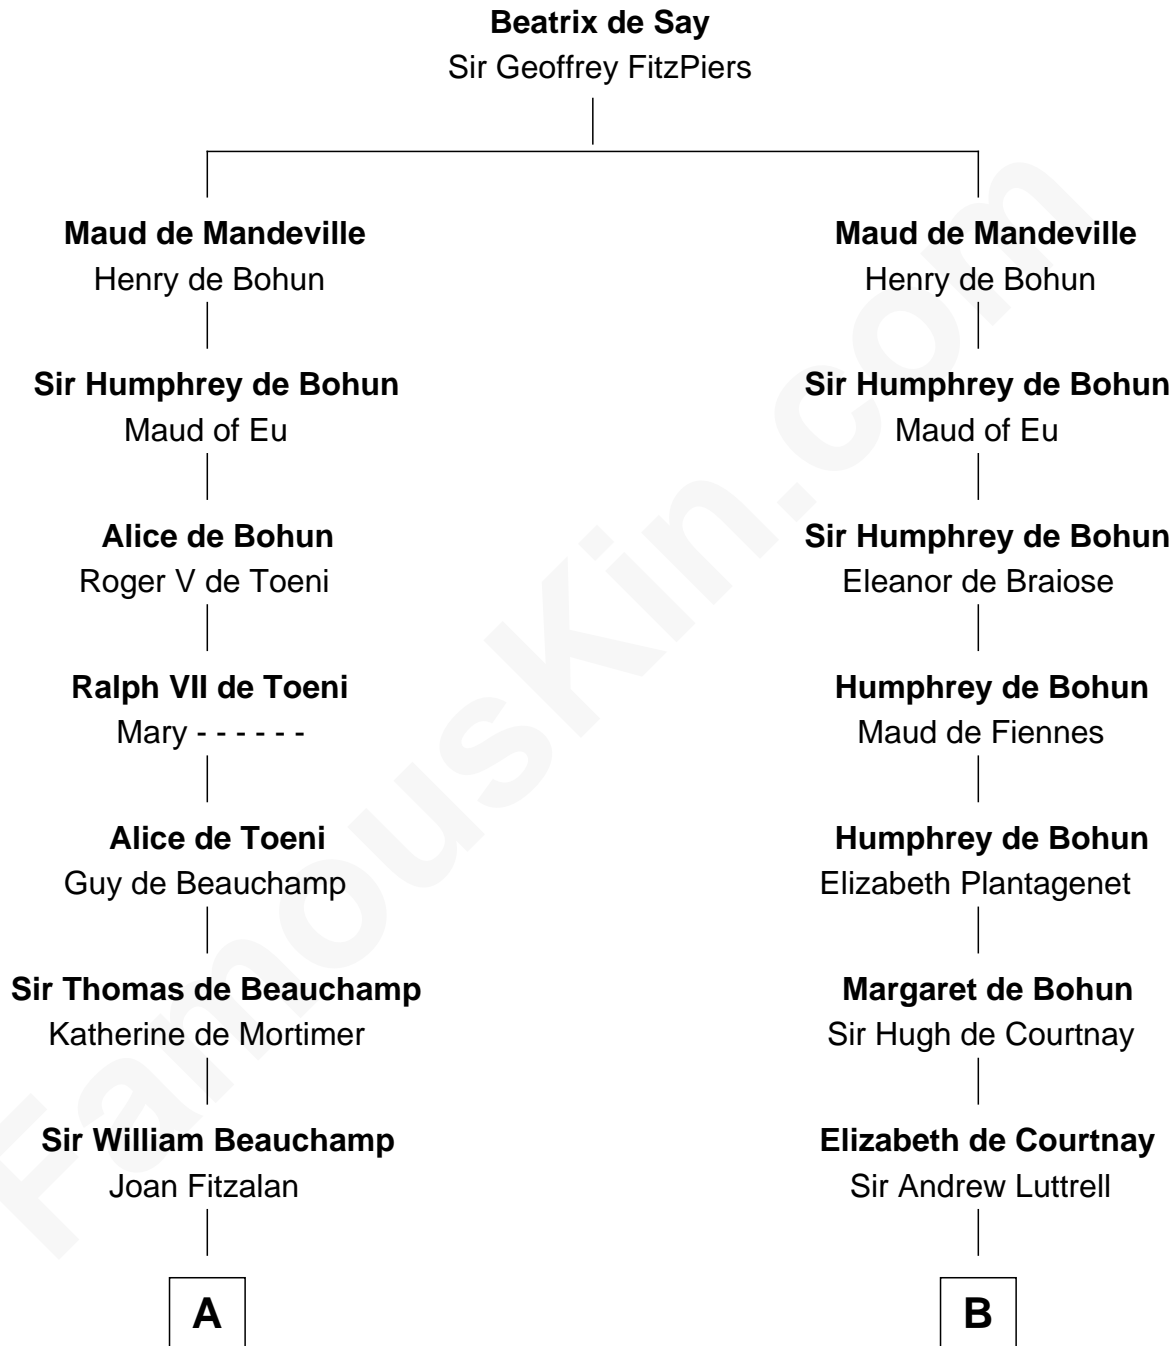 Beatrix de Say
Sir Geoffrey FitzPiers
Maud de Mandeville
Henry de Bohun
Sir Humphrey de Bohun
Maud of Eu
Alice de Bohun
Roger V de Toeni
Ralph VII de Toeni
Mary - - - - - -
Alice de Toeni
Guy de Beauchamp
Sir Thomas de Beauchamp
Katherine de Mortimer
Sir William Beauchamp
Joan Fitzalan
A
Maud de Mandeville
Henry de Bohun
Sir Humphrey de Bohun
Maud of Eu
Sir Humphrey de Bohun
Eleanor de Braiose
Humphrey de Bohun
Maud de Fiennes
Humphrey de Bohun
Elizabeth Plantagenet
Margaret de Bohun
Sir Hugh de Courtnay
Elizabeth de Courtnay
Sir Andrew Luttrell
B
FamousKin.com